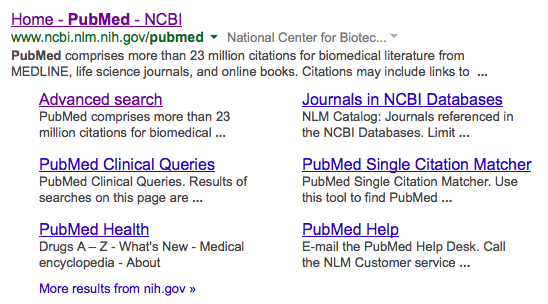 Home - PubMed - NCBI
www.ncbi.nlm.nih.gov/pubmed National Center for Biotec...
PubMed comprises more than 23 million citations for biomedical literature from
MEDLINE, life science journals, and online books. Citations may include links to ...
Advanced search
PubMed comprises more than 23
million citations for biomedical ...
Journals in NCBI Databases
NLM Catalog: Journals referenced in
the NCBI Databases. Limit ...
PubMed Clinical Queries
PubMed Clinical Queries. Results of
searches on this page are ...
PubMed Single Citation Matcher
PubMed Single Citation Matcher. Use
this tool to find PubMed ...
PubMed Health
Drugs A – Z - What's New - Medical
encyclopedia - About
PubMed Help
E-mail the PubMed Help Desk. Call
the NLM Customer service ...
More results from nih.gov »